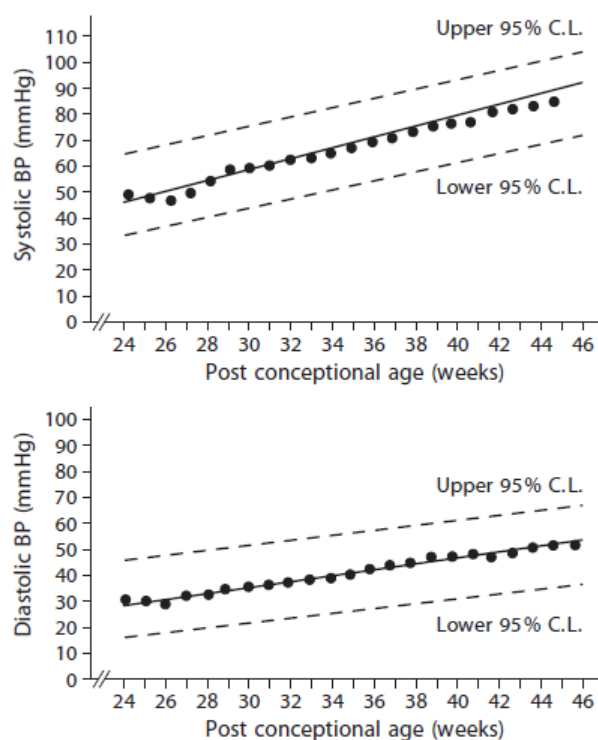 Systolic BP (mmHg)
110
100
90
80
70
60
50
40
30
20
10
0
Upper 95% C.L.
Lower 95% C.L.
24 26 28 30 32 34 36 38 40 42 44 46
Post conceptional age (weeks)
Diastolic BP (mmHg)
100
90
80
70
60
50
40
30
20
10
0
Upper 95% C.L.
Lower 95% C.L.
24 26 28 30 32 34 36 38 40 42 44 46
Post conceptional age (weeks)